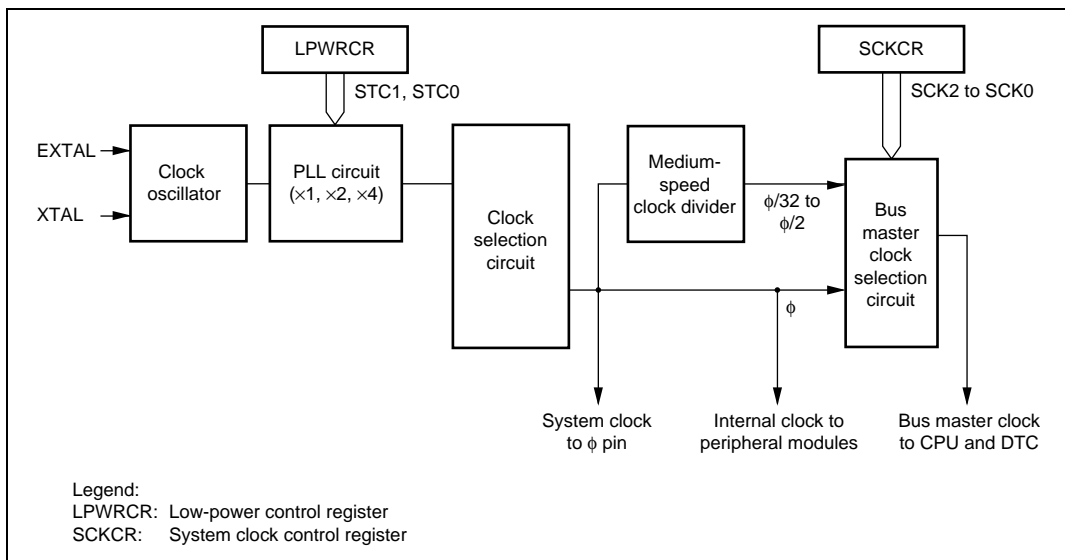 LPWRCR
SCKCR
STC1, STC0
SCK2 to SCK0
EXTAL
XTAL
Clock
oscillator
PLL circuit
(×1, ×2, ×4)
Clock
selection
circuit
Medium-
speed
clock divider
ϕ/32 to
ϕ/2
Bus
master
clock
selection
circuit
ϕ
System clock
to ϕ pin
Internal clock to
peripheral modules
Bus master clock
to CPU and DTC
Legend:
LPWRCR: Low-power control register
SCKCR: System clock control register